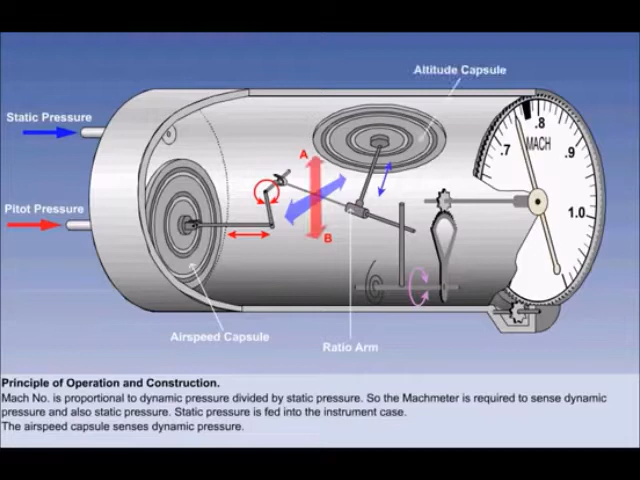 Altitude Capsule
Static Pressure
A
.8
.7
MACH
.9
Pitot Pressure
1.0
B
Airspeed Capsule
Ratio Arm
Principle of Operation and Construction.
Mach No. is proportional to dynamic pressure divided by static pressure. So the Machmeter is required to sense dynamic
pressure and also static pressure. Static pressure is fed into the instrument case.
The airspeed capsule senses dynamic pressure.